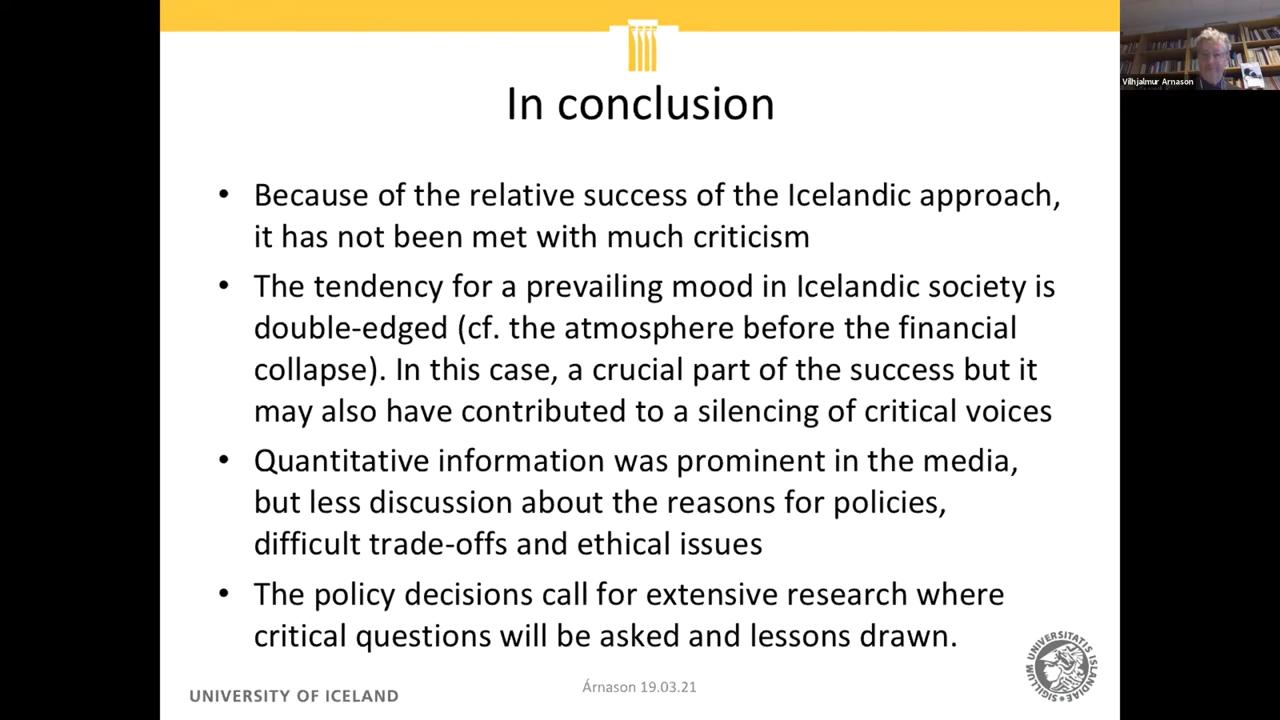 Vilhjalmur Arnason
In conclusion
• Because of the relative success of the Icelandic approach,
it has not been met with much criticism
• The tendency for a prevailing mood in Icelandic society is
double-edged (cf. the atmosphere before the financial
collapse). In this case, a crucial part of the success but it
may also have contributed to a silencing of critical voices
• Quantitative information was prominent in the media,
but less discussion about the reasons for policies,
difficult trade-offs and ethical issues
• The policy decisions call for extensive research where
critical questions will be asked and lessons drawn.
UNIVERSITY OF ICELAND
Árnason 19.03.21
SIGILLUM UNIVERSITATIS ISLANDIAE